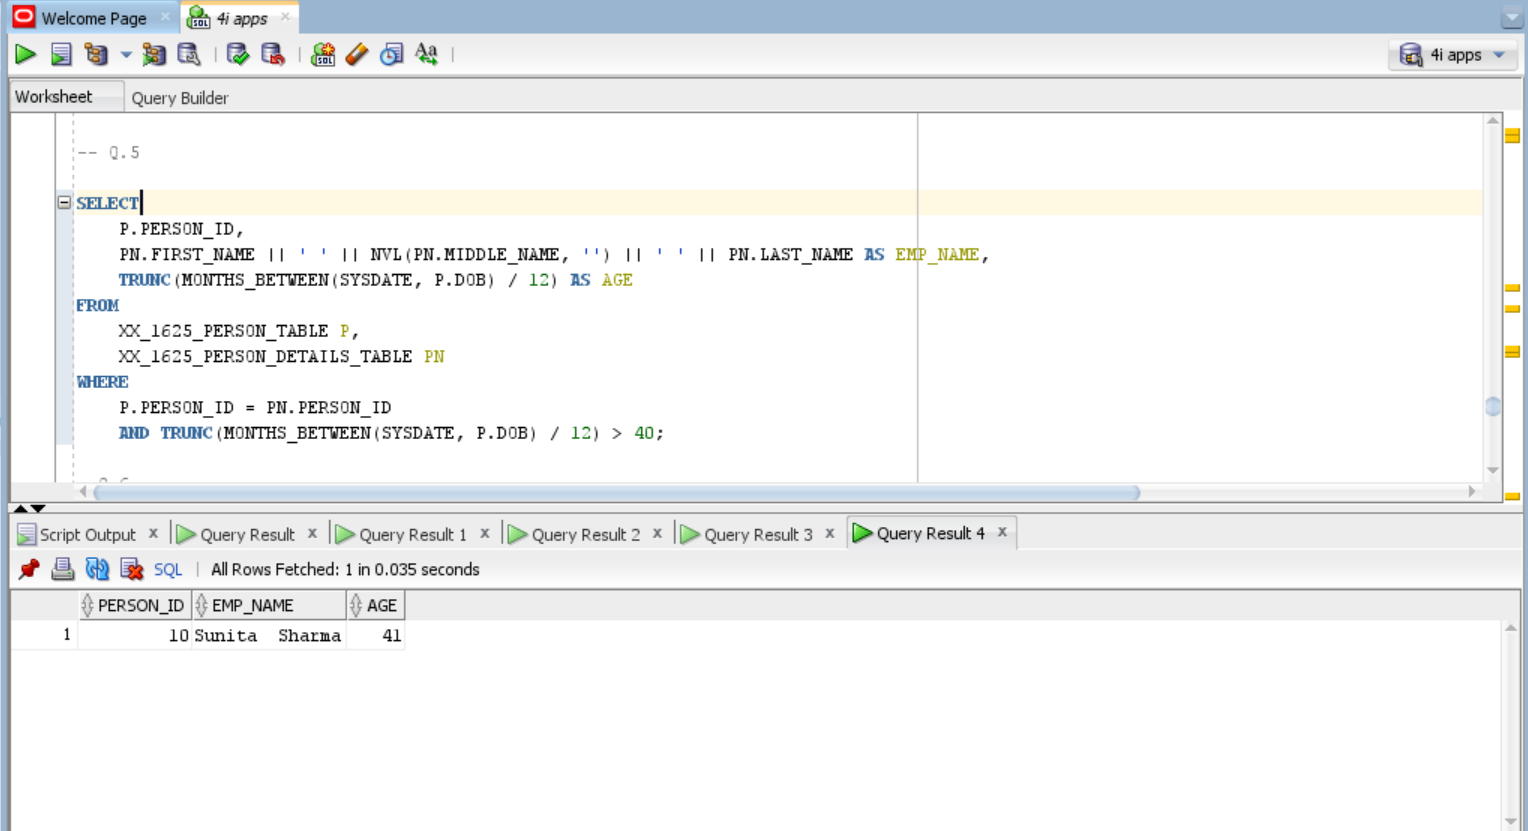 Welcome Page
4i apps
4i apps
Worksheet
Query Builder
-- Q.5
SELECT
P.PERSON_ID,
PN.FIRST_NAME || ' ' || NVL(PN.MIDDLE_NAME, '') || ' ' || PN.LAST_NAME AS EMP_NAME,
TRUNC(MONTHS_BETWEEN(SYSDATE, P.DOB) / 12) AS AGE
FROM
XX_1625_PERSON_TABLE P,
XX_1625_PERSON_DETAILS_TABLE PN
WHERE
P.PERSON_ID = PN.PERSON_ID
AND TRUNC(MONTHS_BETWEEN(SYSDATE, P.DOB) / 12) > 40;
Script Output x Query Result x Query Result 1 x Query Result 2 x Query Result 3 x Query Result 4 x
SQL | All Rows Fetched: 1 in 0.035 seconds
PERSON_ID EMP_NAME AGE
1 10 Sunita  Sharma 41